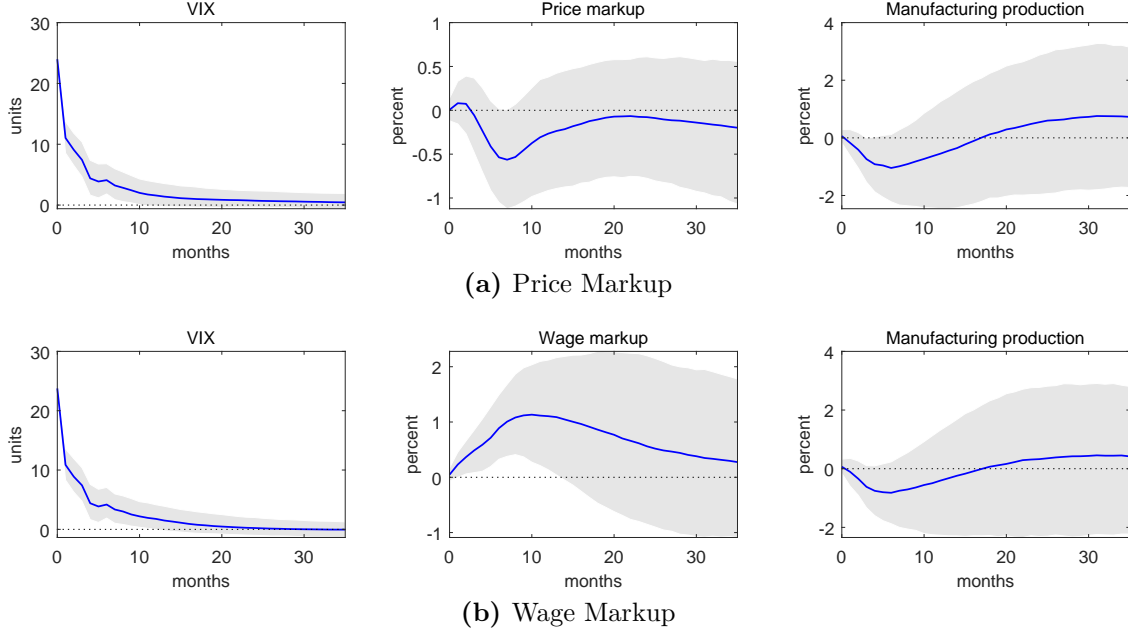 VIX
30
20
10
0
units
0 10 20 30
months
Price markup
1
0.5
0
-0.5
-1
percent
0 10 20 30
months
Manufacturing production
4
2
0
-2
percent
0 10 20 30
months
(a) Price Markup
VIX
30
20
10
0
units
0 10 20 30
months
Wage markup
2
1
0
-1
percent
0 10 20 30
months
Manufacturing production
4
2
0
-2
percent
0 10 20 30
months
(b) Wage Markup